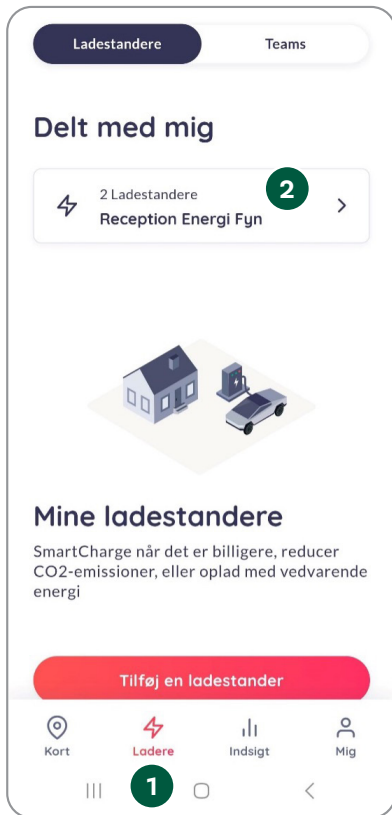 Ladestandere
Teams
Delt med mig
2 Ladestandere
2
Reception Energi Fyn
Mine ladestandere
SmartCharge når det er billigere, reducer
CO2-emissioner, eller oplad med vedvarende
energi
Tilføj en ladestander
Kort
Ladere
Indsigt
Mig
1